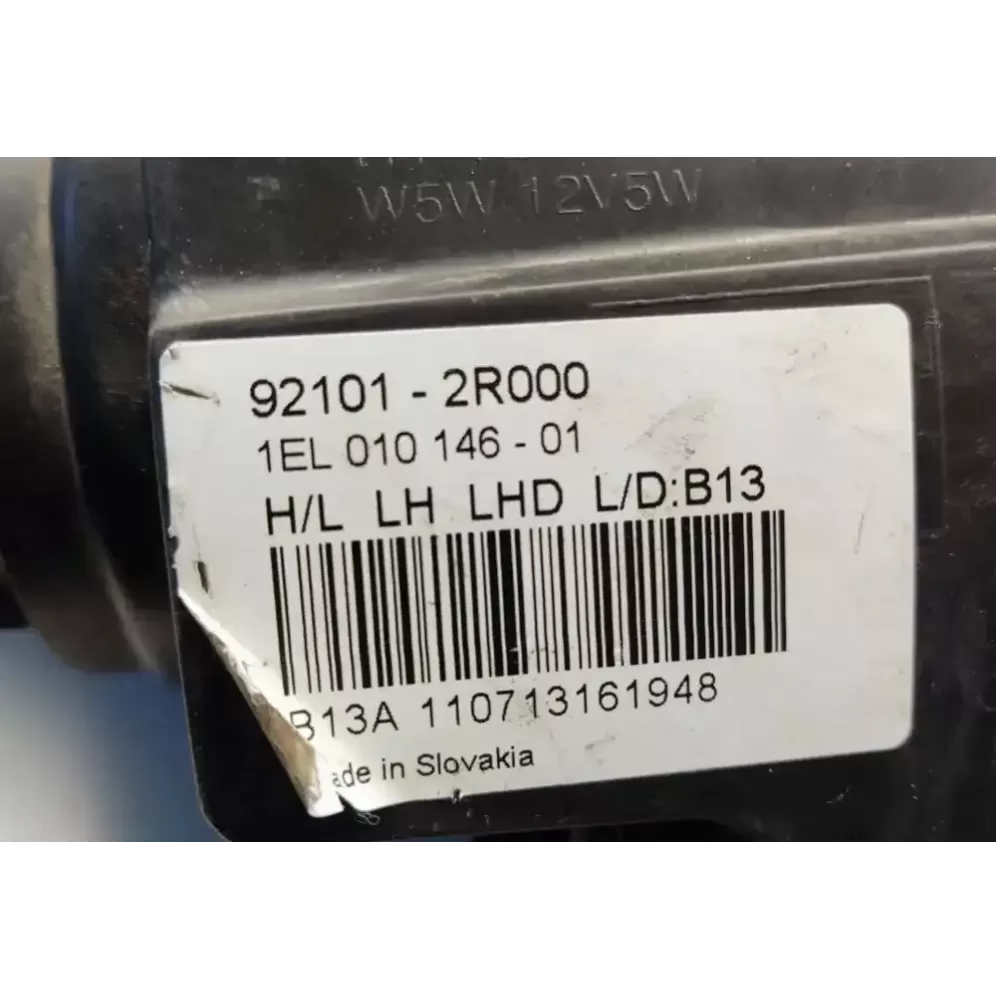 W5W 12V5W
92101 - 2R000
1EL 010 146 - 01
H/L LH LHD L/D:B13
B13A 110713161948
ade in Slovakia